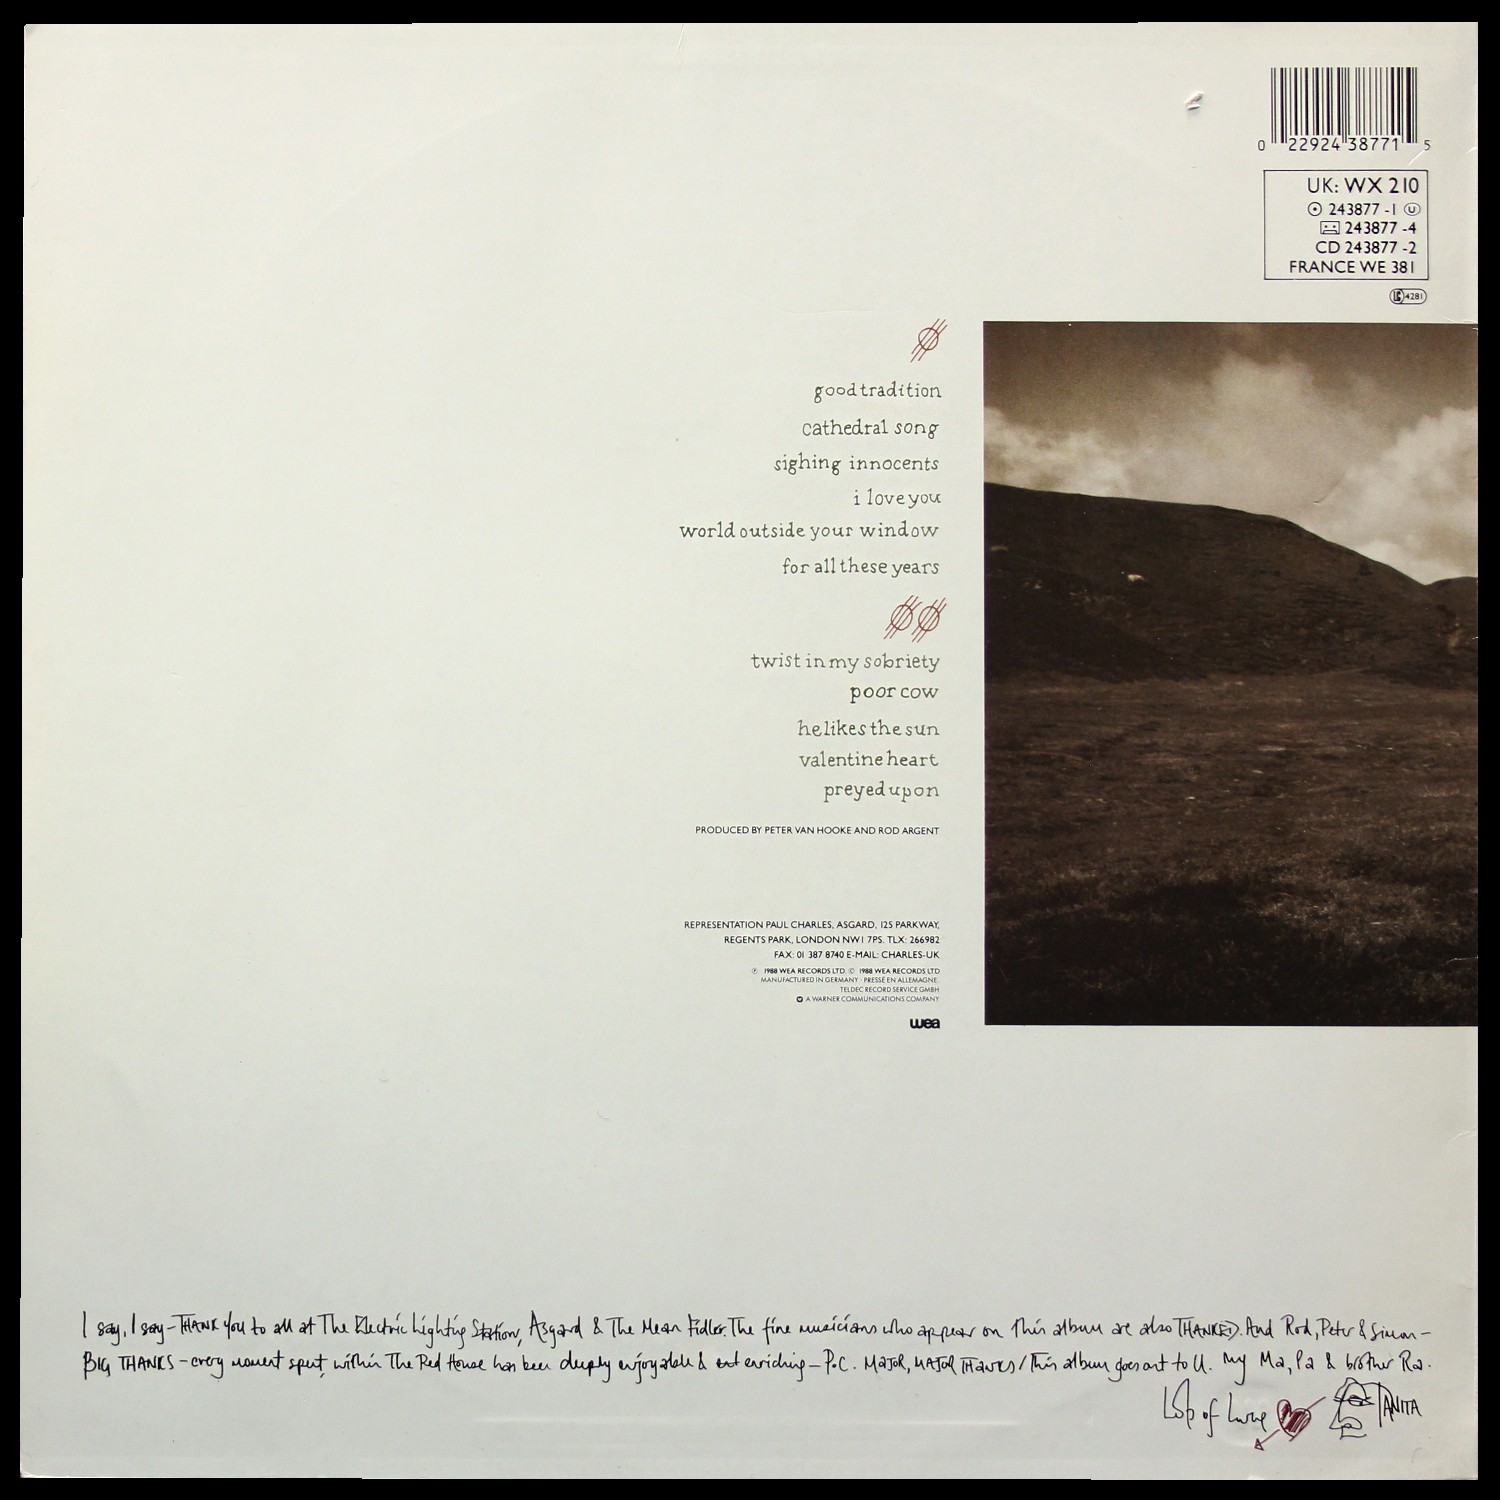 0 22924 38771 5
UK: WX 210
243877 -1 U
243877 -4
CD 243877 -2
FRANCE WE 381
LC 4281
good tradition
cathedral song
sighing innocents
i love you
world outside your window
for all these years
twist in my sobriety
poor cow
he likes the sun
valentine heart
preyed upon
PRODUCED BY PETER VAN HOOKE AND ROD ARGENT
REPRESENTATION PAUL CHARLES, ASGARD, 125 PARKWAY,
REGENTS PARK, LONDON NW1 7PS. TLX: 266982
FAX: 01 387 8740 E-MAIL: CHARLES-UK
℗ 1988 WEA RECORDS LTD. © 1988 WEA RECORDS LTD
MANUFACTURED IN GERMANY · PRESSÉ EN ALLEMAGNE.
TELDEC RECORD SERVICE GMBH
A WARNER COMMUNICATIONS COMPANY
wea
I say, I say - THANK YOU to all at The Electric Lighting Station, Asgard & The Mean Fidler. The fine musicians who appear on this album are also THANKED. And Rod, Peter & Simon -
BIG THANKS - every moment spent within The Red House has been deeply enjoyable & enriching - P.C. MAJOR, MAJOR THANKS / This album goes out to U. my Ma, Pa & brother Ra.
of Love TANITA